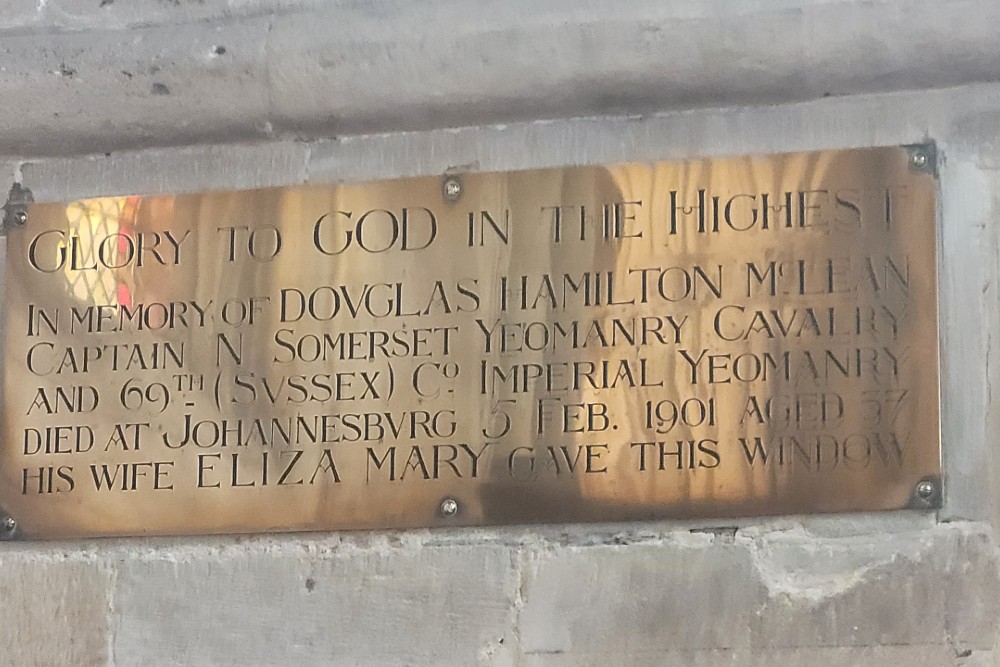 GLORY TO GOD IN THE HIGHEST
IN MEMORY OF DOVGLAS HAMILTON McLEAN
CAPTAIN N SOMERSET YEOMANRY CAVALRY
AND 69TH (SVSSEX) Co IMPERIAL YEOMANRY
DIED AT JOHANNESBVRG 5 FEB. 1901 AGED 37
HIS WIFE ELIZA MARY GAVE THIS WINDOW